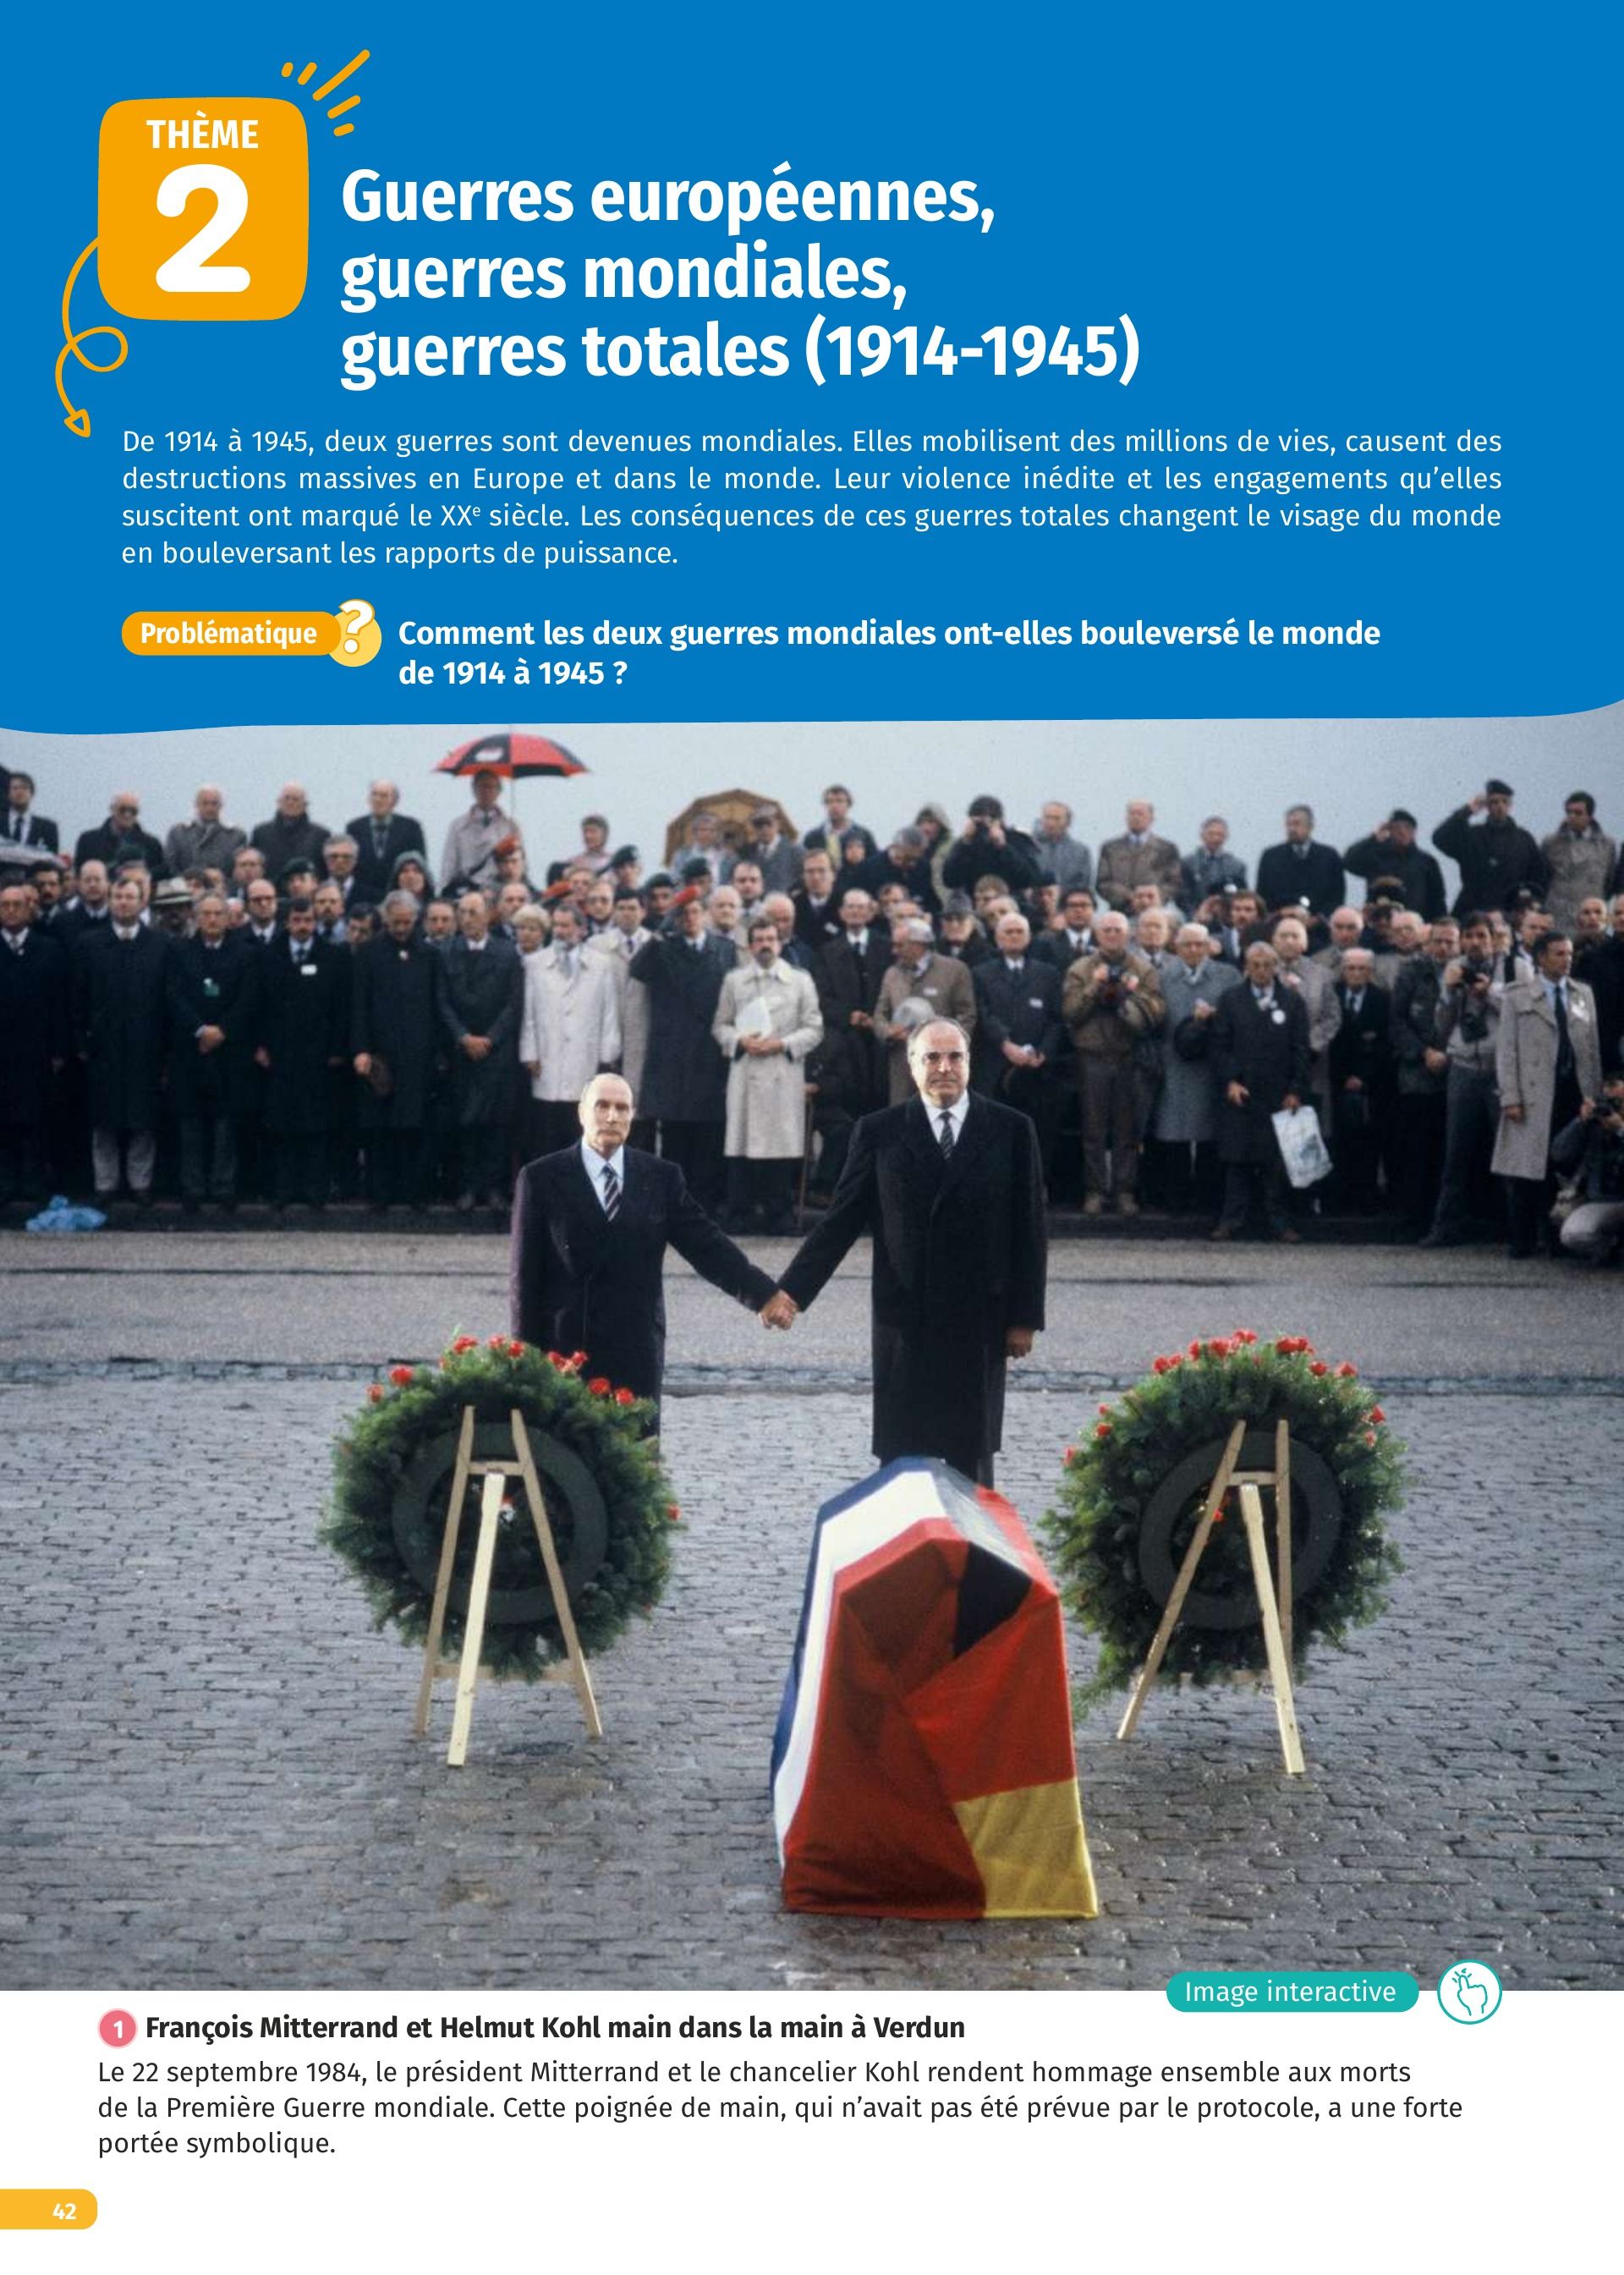 THÈME
2
Guerres européennes,
guerres mondiales,
guerres totales (1914-1945)
De 1914 à 1945, deux guerres sont devenues mondiales. Elles mobilisent des millions de vies, causent des
destructions massives en Europe et dans le monde. Leur violence inédite et les engagements qu’elles
suscitent ont marqué le XXe siècle. Les conséquences de ces guerres totales changent le visage du monde
en bouleversant les rapports de puissance.
Problématique ?
Comment les deux guerres mondiales ont-elles bouleversé le monde
de 1914 à 1945 ?
Image interactive
1 François Mitterrand et Helmut Kohl main dans la main à Verdun
Le 22 septembre 1984, le président Mitterrand et le chancelier Kohl rendent hommage ensemble aux morts
de la Première Guerre mondiale. Cette poignée de main, qui n’avait pas été prévue par le protocole, a une forte
portée symbolique.
42